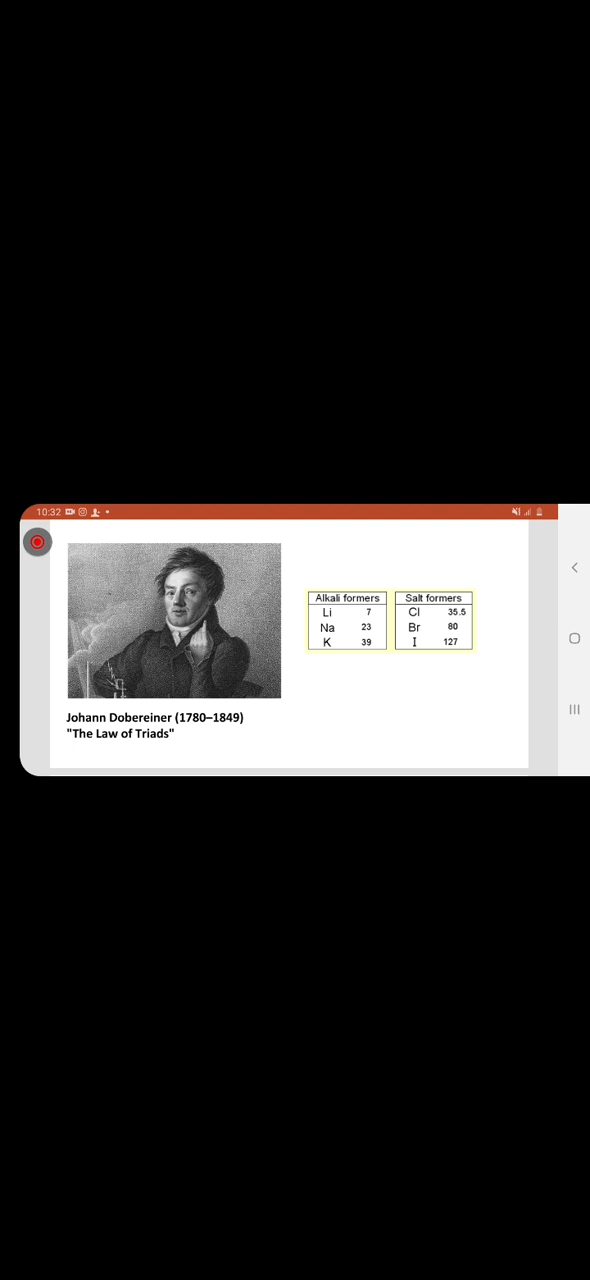 10:32
Alkali formers
Li 7
Na 23
K 39
Salt formers
Cl 35.5
Br 80
I 127
Johann Dobereiner (1780–1849)
"The Law of Triads"